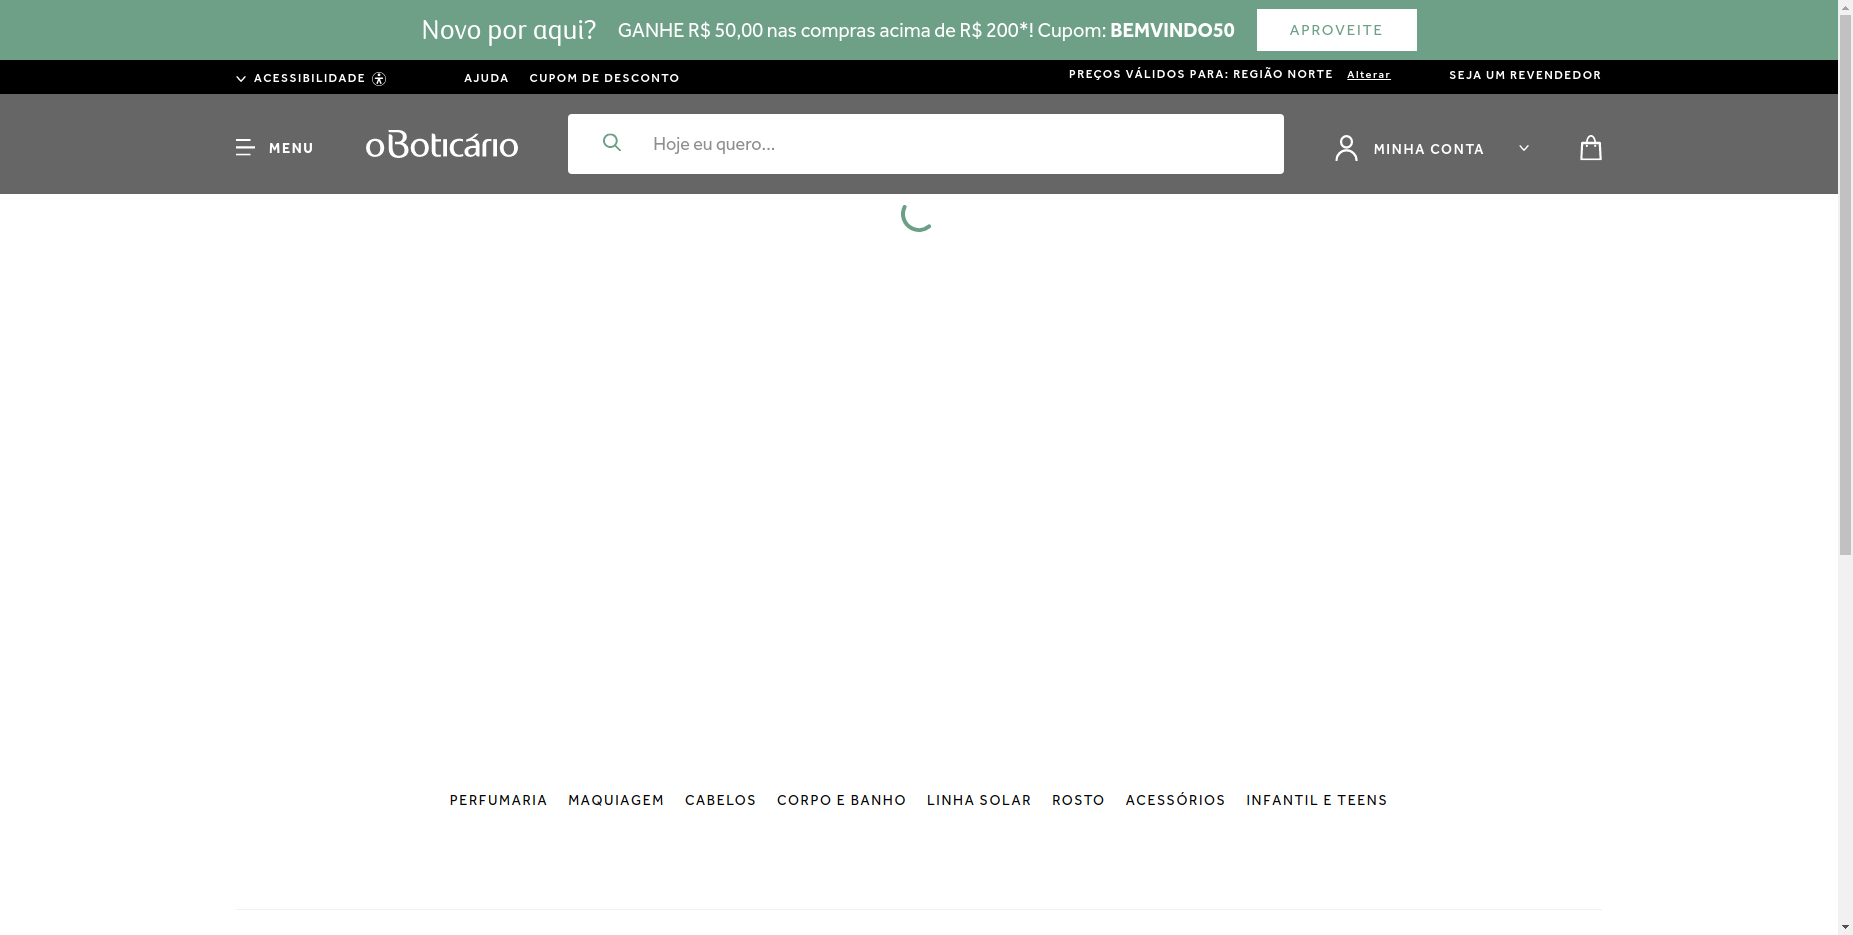 Novo por aqui? GANHE R$ 50,00 nas compras acima de R$ 200*! Cupom: BEMVINDO50 APROVEITE
ACESSIBILIDADE AJUDA CUPOM DE DESCONTO PREÇOS VÁLIDOS PARA: REGIÃO NORTE Alterar SEJA UM REVENDEDOR
MENU oBoticário Hoje eu quero... MINHA CONTA
PERFUMARIA MAQUIAGEM CABELOS CORPO E BANHO LINHA SOLAR ROSTO ACESSÓRIOS INFANTIL E TEENS